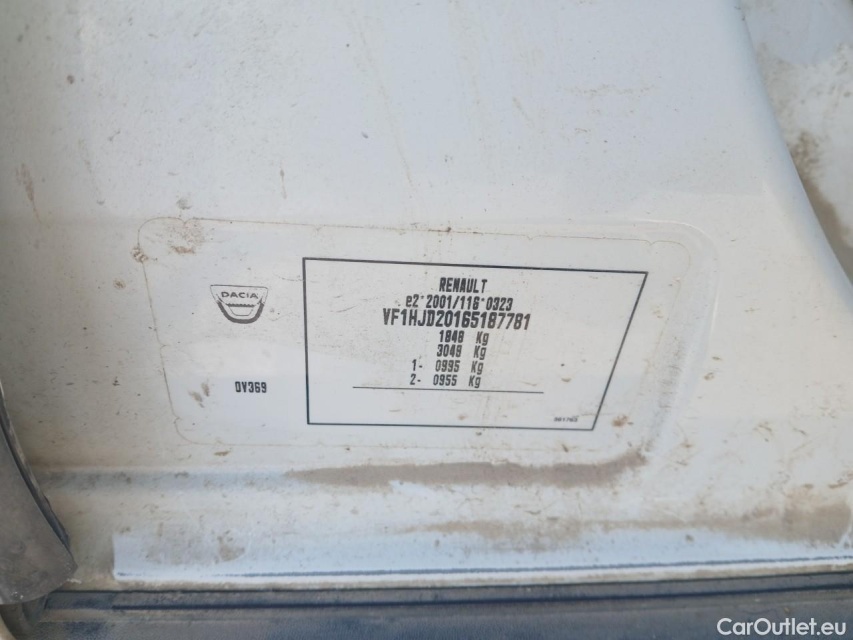 DACIA
RENAULT
e2*2001/116*0323
VF1HJD20165187781
1848 Kg
3048 Kg
1- 0995 Kg
2- 0955 Kg
0V369
CarOutlet.eu